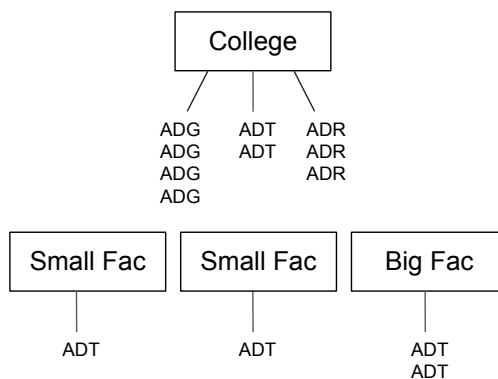 College
ADG ADT ADR
ADG ADT ADR
ADG ADR
ADG
Small Fac Small Fac Big Fac
ADT ADT ADT
ADT